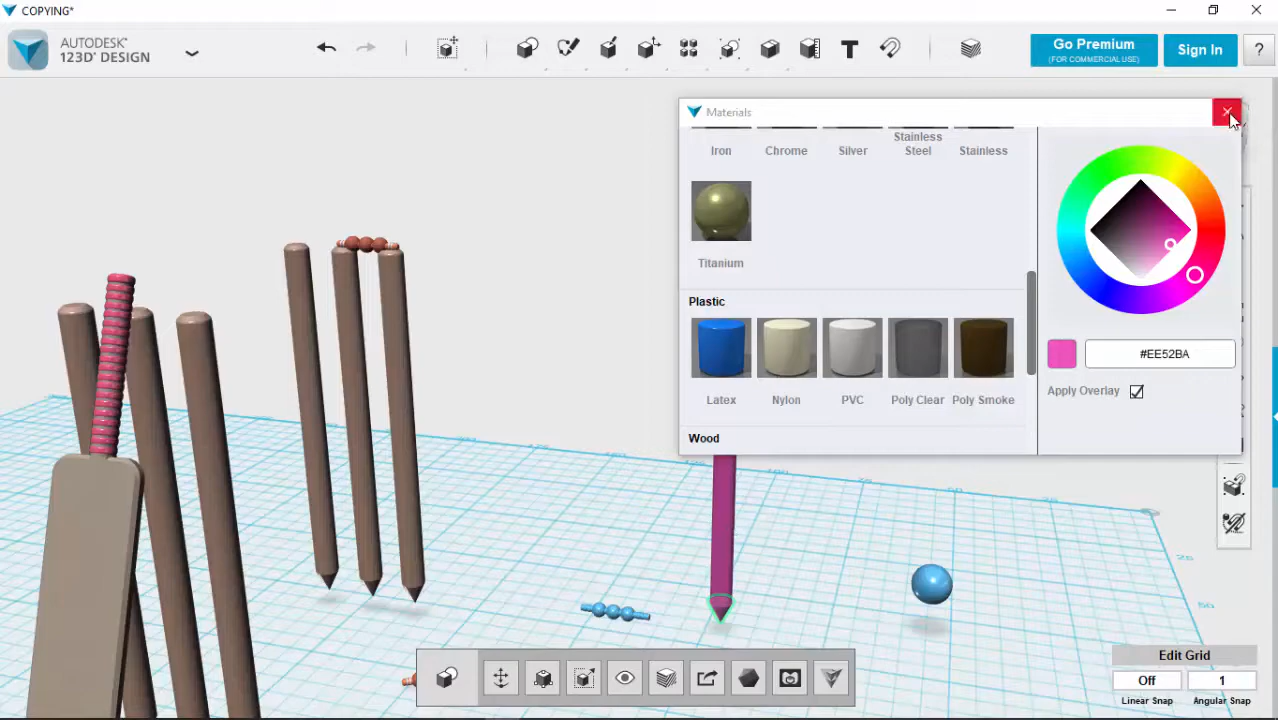 COPYING*
AUTODESK®
123D® DESIGN
T
Go Premium
(FOR COMMERCIAL USE)
Sign In
?
Materials
Iron
Chrome
Silver
Stainless
Steel
Stainless
Titanium
Plastic
Latex
Nylon
PVC
Poly Clear
Poly Smoke
Wood
#EE52BA
Apply Overlay
Edit Grid
Off
1
Linear Snap
Angular Snap